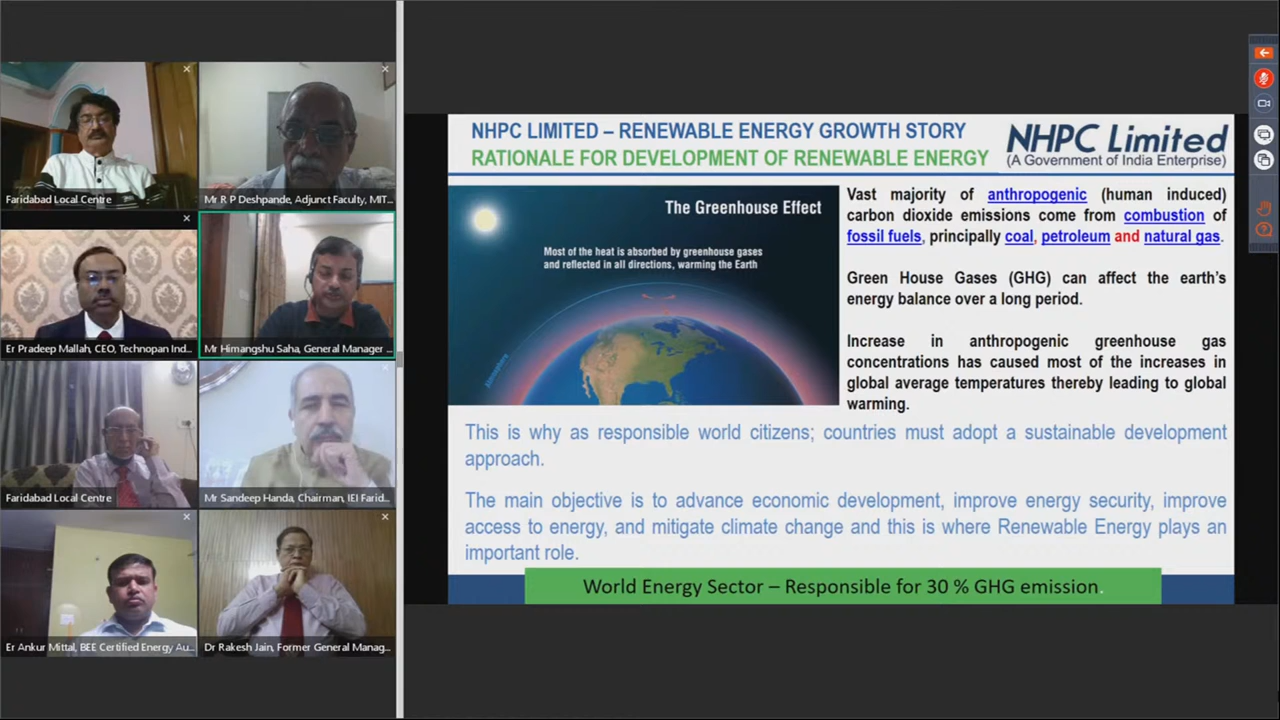 Faridabad Local Centre
Mr R P Deshpande, Adjunct Faculty, MIT...
Er Pradeep Mallah, CEO, Technopan Ind...
Mr Himangshu Saha, General Manager ...
Faridabad Local Centre
Mr Sandeep Handa, Chairman, IEI Farid...
Er Ankur Mittal, BEE Certified Energy Au...
Dr Rakesh Jain, Former General Manag...
NHPC LIMITED – RENEWABLE ENERGY GROWTH STORY
RATIONALE FOR DEVELOPMENT OF RENEWABLE ENERGY
NHPC Limited
(A Government of India Enterprise)
The Greenhouse Effect
Most of the heat is absorbed by greenhouse gases
and reflected in all directions, warming the Earth
Atmosphere
Vast majority of anthropogenic (human induced)
carbon dioxide emissions come from combustion of
fossil fuels, principally coal, petroleum and natural gas.
Green House Gases (GHG) can affect the earth's
energy balance over a long period.
Increase in anthropogenic greenhouse gas
concentrations has caused most of the increases in
global average temperatures thereby leading to global
warming.
This is why as responsible world citizens; countries must adopt a sustainable development
approach.
The main objective is to advance economic development, improve energy security, improve
access to energy, and mitigate climate change and this is where Renewable Energy plays an
important role.
World Energy Sector – Responsible for 30 % GHG emission.